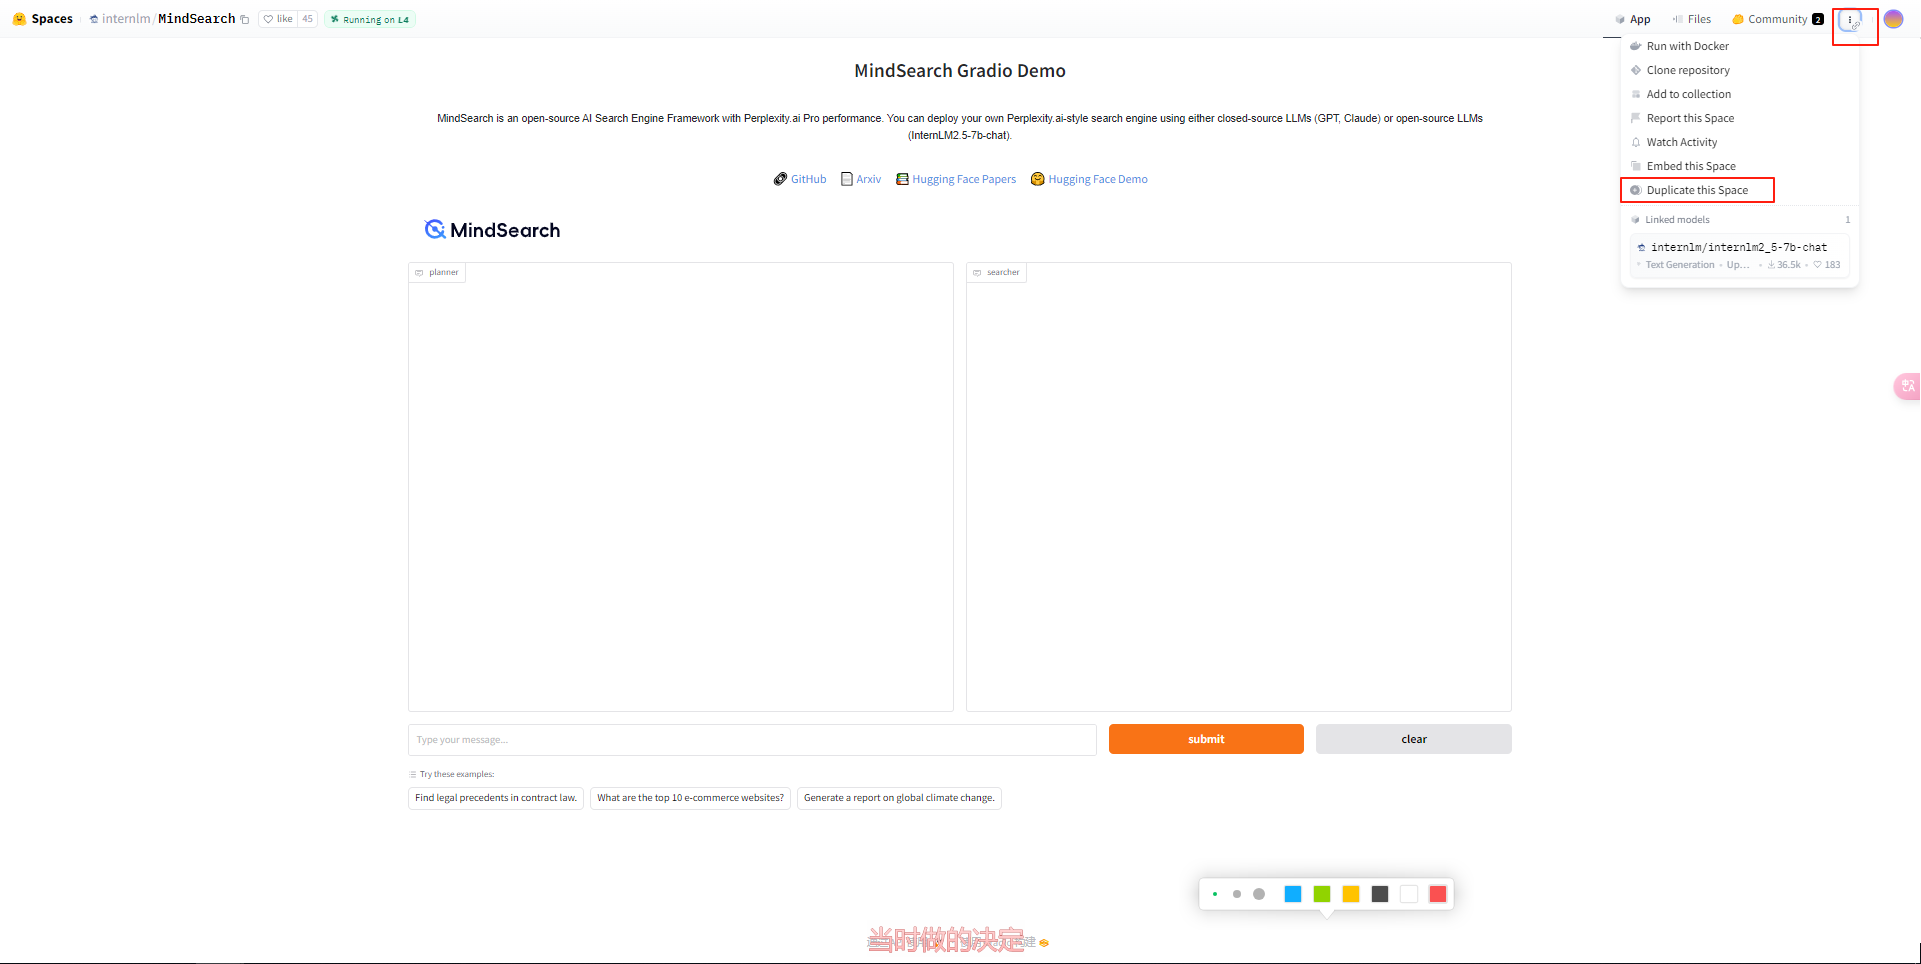 Spaces
internlm/MindSearch
like 45
Running on L4
App
Files
Community 2
Run with Docker
Clone repository
Add to collection
Report this Space
Watch Activity
Embed this Space
Duplicate this Space
Linked models 1
internlm/internlm2_5-7b-chat
Text Generation • Up... • 36.5k • 183
MindSearch Gradio Demo
MindSearch is an open-source AI Search Engine Framework with Perplexity.ai Pro performance. You can deploy your own Perplexity.ai-style search engine using either closed-source LLMs (GPT, Claude) or open-source LLMs
(InternLM2.5-7b-chat).
GitHub
Arxiv
Hugging Face Papers
Hugging Face Demo
MindSearch
planner
searcher
Type your message...
submit
clear
Try these examples:
Find legal precedents in contract law.
What are the top 10 e-commerce websites?
Generate a report on global climate change.
当时做的决定